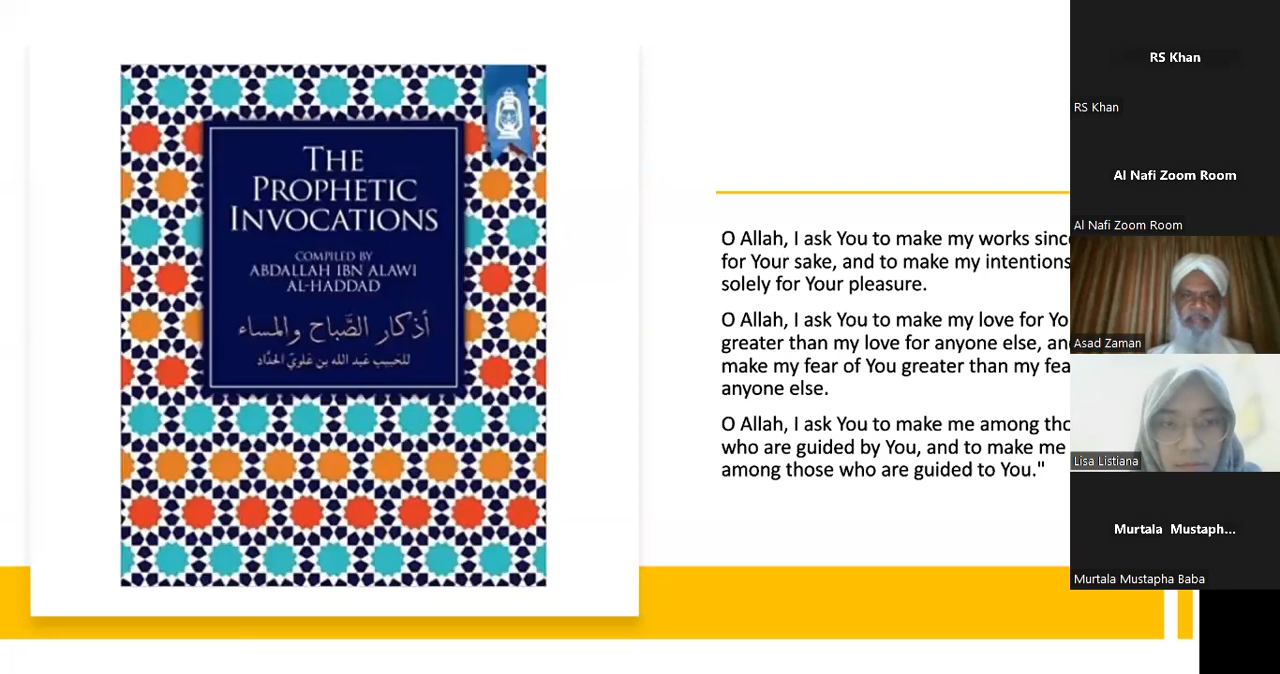 THE
PROPHETIC
INVOCATIONS
COMPILED BY
ABDALLAH IBN ALAWI
AL-HADDAD
أذكار الصَّباح والمساء
للحبيب عبد الله بن علوي الحدّاد
O Allah, I ask You to make my works since
for Your sake, and to make my intentions
solely for Your pleasure.
O Allah, I ask You to make my love for Yo
greater than my love for anyone else, an
make my fear of You greater than my fea
anyone else.
O Allah, I ask You to make me among tho
who are guided by You, and to make me
among those who are guided to You."
RS Khan
RS Khan
Al Nafi Zoom Room
Al Nafi Zoom Room
Asad Zaman
Lisa Listiana
Murtala Mustaph...
Murtala Mustapha Baba